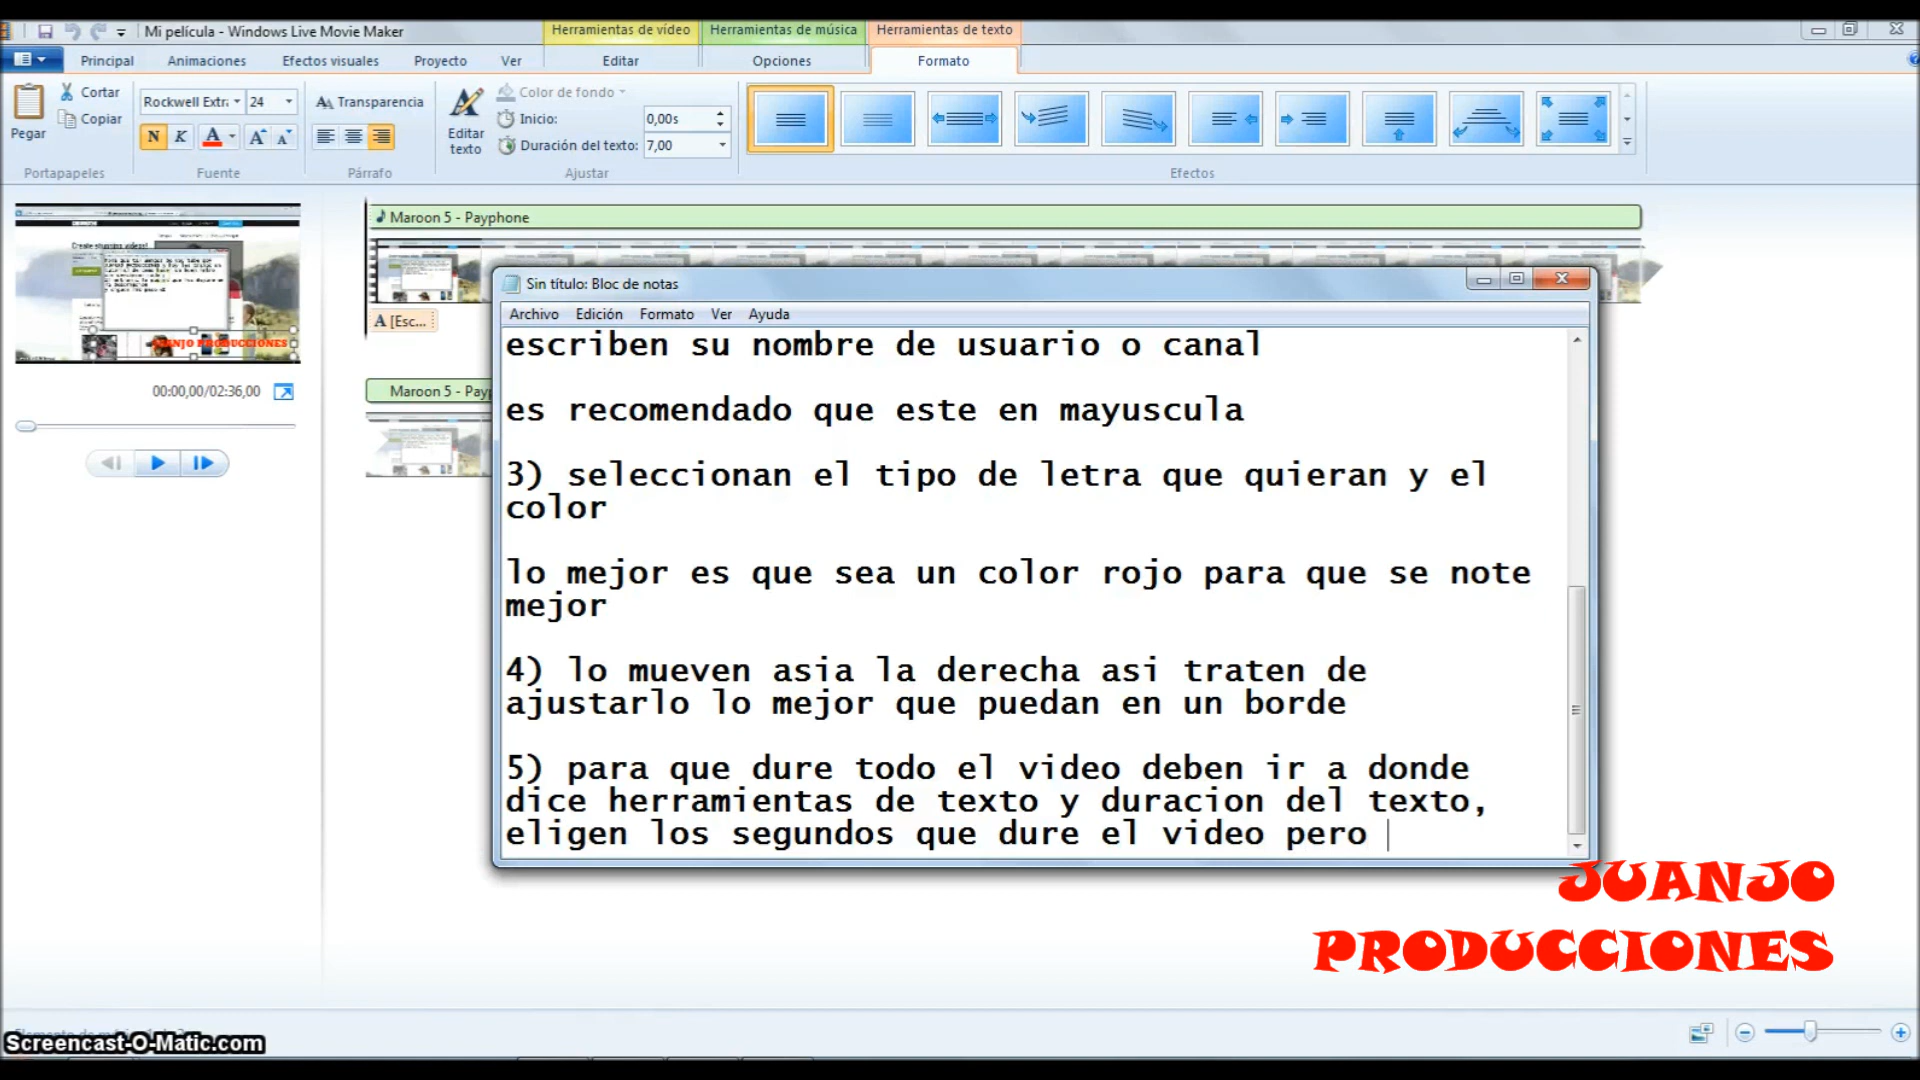 Mi película - Windows Live Movie Maker
Herramientas de vídeo
Herramientas de música
Herramientas de texto
Principal
Animaciones
Efectos visuales
Proyecto
Ver
Editar
Opciones
Formato
Pegar
Cortar
Copiar
Portapapeles
Rockwell Extr.
24
N K A A A
Fuente
Transparencia
Párrafo
Editar texto
Color de fondo
Inicio: 0,00s
Duración del texto: 7,00
Ajustar
Efectos
Maroon 5 - Payphone
A [Esc...
Maroon 5 - Pay
00:00,00/02:36,00
JUANJO PRODUCCIONES
Sin título: Bloc de notas
Archivo Edición Formato Ver Ayuda
escriben su nombre de usuario o canal
es recomendado que este en mayuscula
3) seleccionan el tipo de letra que quieran y el
color
lo mejor es que sea un color rojo para que se note
mejor
4) lo mueven asia la derecha asi traten de
ajustarlo lo mejor que puedan en un borde
5) para que dure todo el video deben ir a donde
dice herramientas de texto y duracion del texto,
eligen los segundos que dure el video pero
JUANJO
PRODUCCIONES
Screencast-O-Matic.com